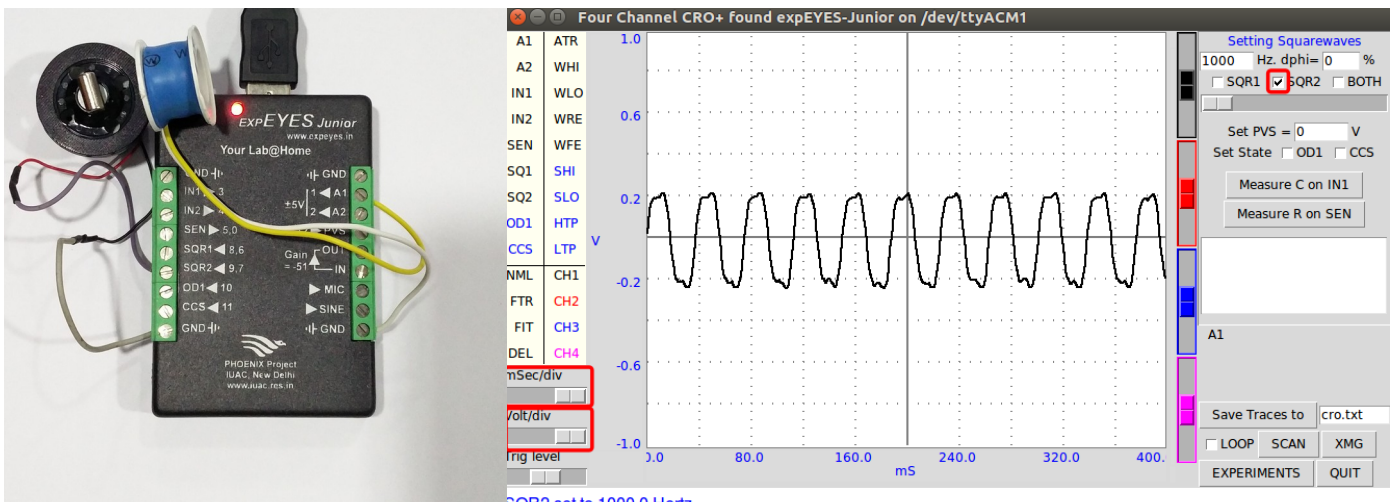 EXPEYES Junior
www.expeyes.in
Your Lab@Home
GND
GND
IN1 3
1 A1
±5V
IN2 4
2 A2
SEN 5,0
PVS
SQR1 8,6
Gain OUT
= -51 IN
SQR2 9,7
OD1 10
MIC
CCS 11
SINE
GND
GND
PHOENIX Project
IUAC, New Delhi
www.iuac.res.in
Four Channel CRO+ found expEYES-Junior on /dev/ttyACM1
A1 ATR
A2 WHI
IN1 WLO
IN2 WRE
SEN WFE
SQ1 SHI
SQ2 SLO
OD1 HTP
CCS LTP
NML CH1
FTR CH2
FIT CH3
DEL CH4
mSec/div
Volt/div
Trig level
1.0
0.6
0.2
V
-0.2
-0.6
-1.0
0.0 80.0 160.0 240.0 320.0 400.
mS
Setting Squarewaves
1000 Hz. dphi= 0 %
SQR1 SQR2 BOTH
Set PVS = 0 V
Set State OD1 CCS
Measure C on IN1
Measure R on SEN
A1
Save Traces to cro.txt
LOOP SCAN XMG
EXPERIMENTS QUIT
SQR2 set to 1000.0 Hertz